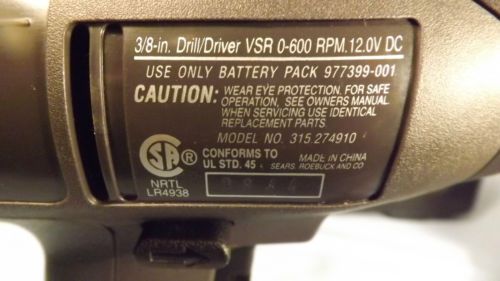 3/8-in. Drill/Driver VSR 0-600 RPM.12.0V DC
USE ONLY BATTERY PACK 977399-001
CAUTION: WEAR EYE PROTECTION. FOR SAFE
OPERATION, SEE OWNERS MANUAL.
WHEN SERVICING USE IDENTICAL
REPLACEMENT PARTS.
MODEL NO. 315.274910
SA ®
NRTL
LR4938
CONFORMS TO
UL STD. 45
MADE IN CHINA
SEARS, ROEBUCK AND CO